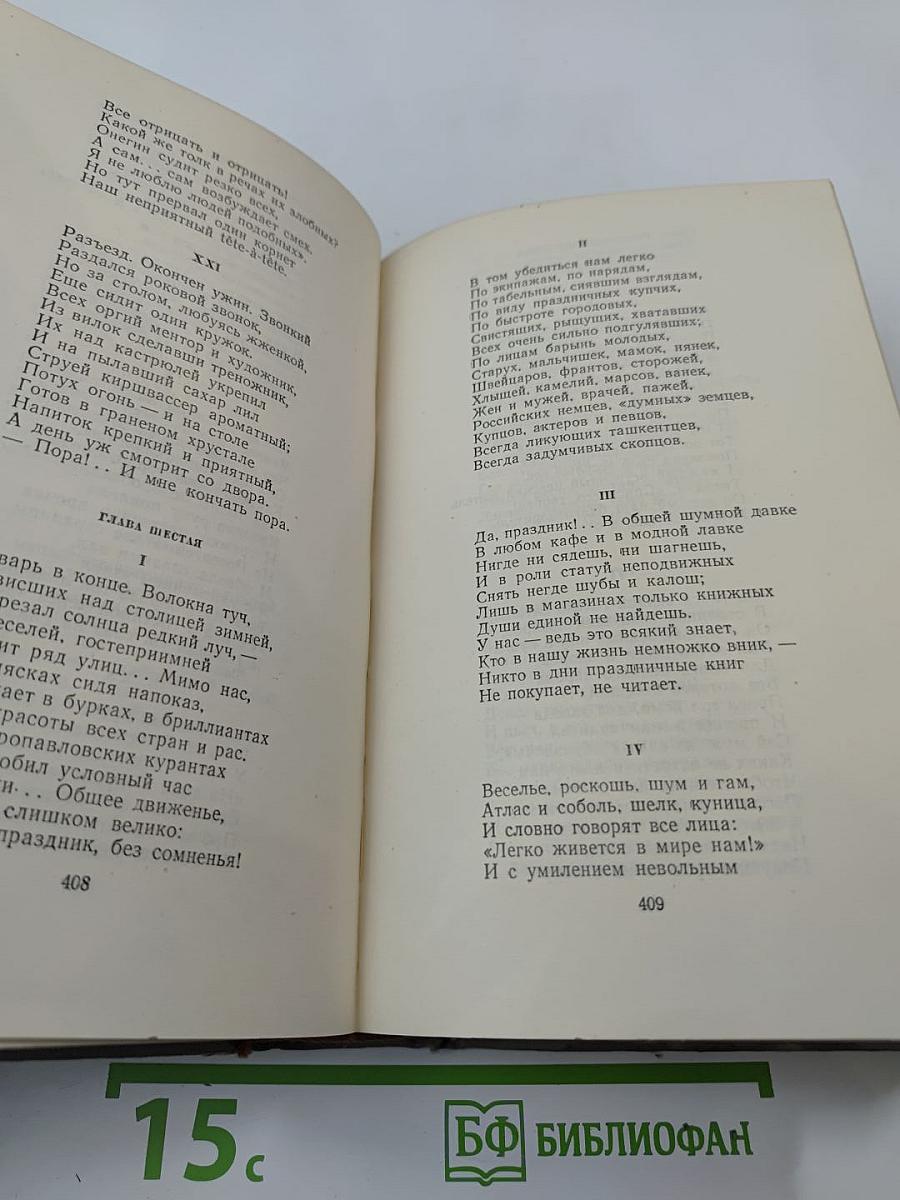 Все отрицать и отрицать!
Какой же толк в речах их злобных?
Онегин судит резко всех,
А сам... сам возбуждает смех.
Я не люблю людей подобных».
Но тут прервал один корнет
Наш неприятный tête-à-tête.
XXI
Разъезд. Окончен ужин. Звонкий
Раздался роковой звонок,
Но за столом, любуясь жженкой,
Еще сидит один кружок.
Всех оргий ментор и художник,
Из вилок сделавши треножник,
Их над кастрюлей укрепил
И на пылавший сахар лил
Струей киршвассер ароматный;
Потух огонь — и на столе
Готов в граненом хрустале
Напиток крепкий и приятный,
А день уж смотрит со двора.
— Пора!.. И мне кончать пора.
ГЛАВА ШЕСТАЯ
I
варь в конце. Волокна туч,
висших над столицей зимней,
резал солнца редкий луч, —
еселей, гостеприимней
ит ряд улиц... Мимо нас,
лясках сидя напоказ,
ает в бурках, в бриллиантах
красоты всех стран и рас.
ропавловских курантах
обил условный час
и... Общее движенье,
слишком велико:
праздник, без сомненья!
408
II
В том убедиться нам легко
По экипажам, по нарядам,
По табельным, сиявшим взглядам,
По виду праздничных купчих,
По быстроте городовых,
Свистящих, рыщущих, хвативших
Всех очень сильно подгулявших;
По лицам барынь молодых,
Старух, мальчишек, мамок, нянек,
Швейцаров, франтов, сторожей,
Хлыщей, камелий, марсов, ванек,
Жен и мужей, врачей, пажей,
Российских немцев, «думных» земцев,
Купцов, актеров и певцов,
Всегда ликующих ташкентцев,
Всегда задумчивых скопцов.
III
Да, праздник!.. В общей шумной давке
В любом кафе и в модной лавке
Нигде ни сядешь, ни шагнешь,
И в роли статуй неподвижных
Снять негде шубы и калош;
Лишь в магазинах только книжных
Души единой не найдешь.
У нас — ведь это всякий знает,
Кто в нашу жизнь немножко вник, —
Никто в дни праздничные книг
Не покупает, не читает.
IV
Веселье, роскошь, шум и гам,
Атлас и соболь, шелк, куница,
И словно говорят все лица:
«Легко живется в мире нам!»
И с умилением невольным
409
15 с
БФ БИБЛИОФАН